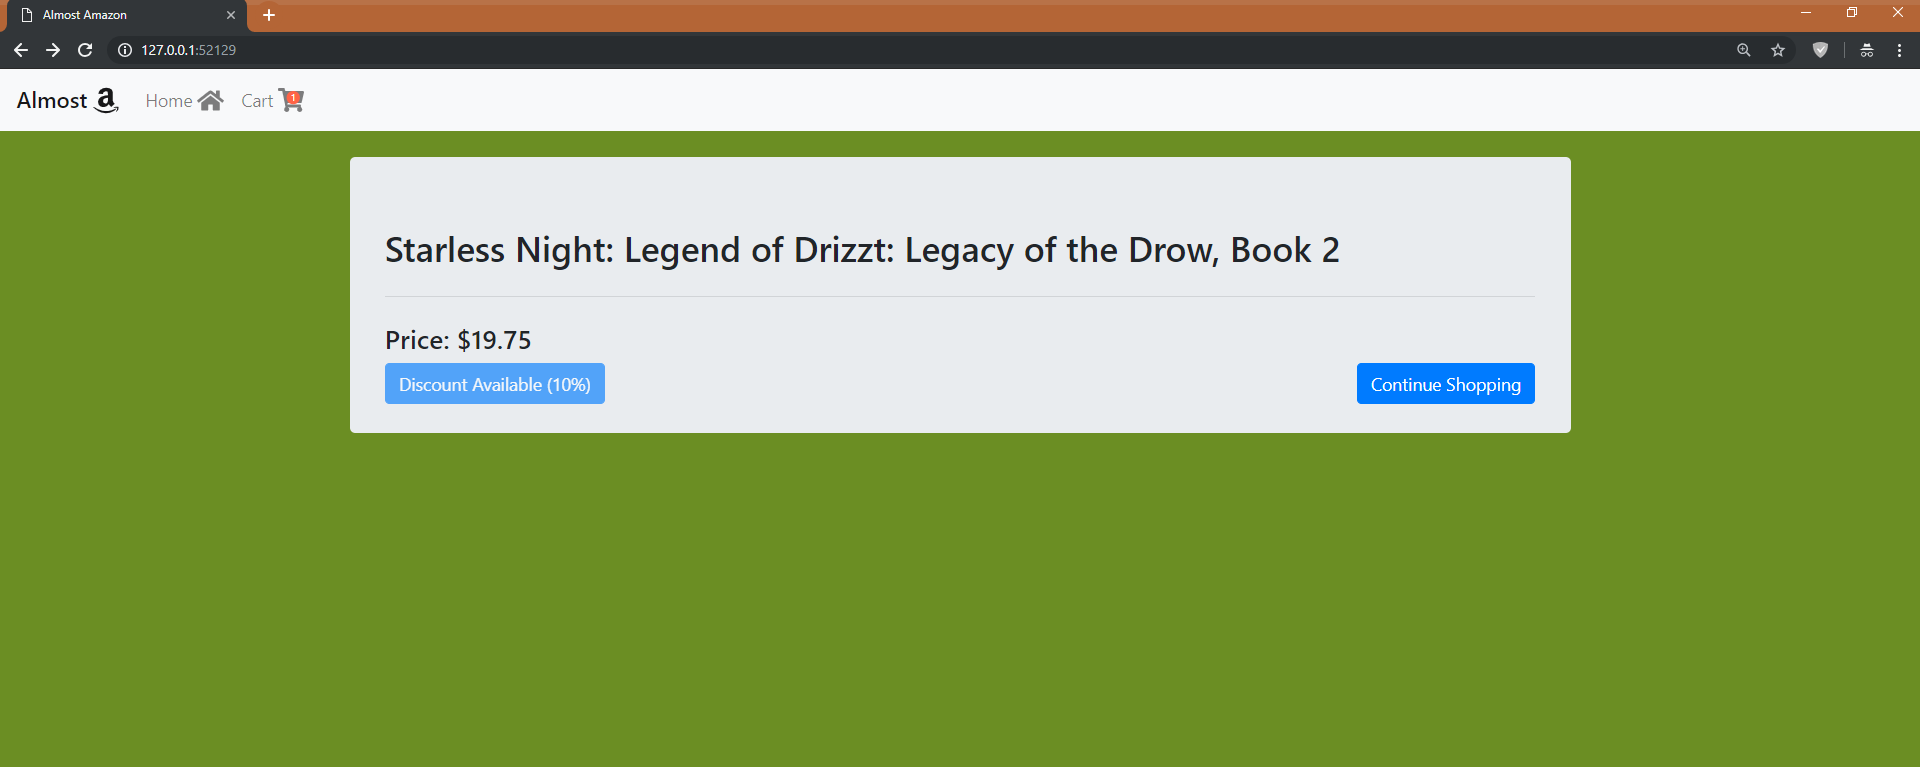 Almost Amazon
127.0.0.1:52129
Almost a Home Cart 1
Starless Night: Legend of Drizzt: Legacy of the Drow, Book 2
Price: $19.75
Discount Available (10%) Continue Shopping